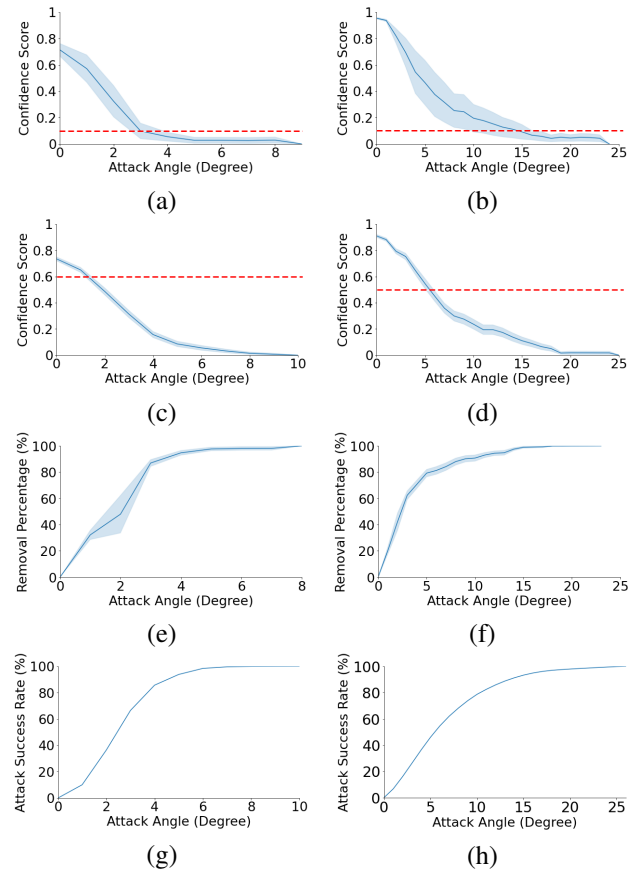 Confidence Score
1
0.8
0.6
0.4
0.2
0
0 2 4 6 8
Attack Angle (Degree)
(a)
Confidence Score
1
0.8
0.6
0.4
0.2
0
0 5 10 15 20 25
Attack Angle (Degree)
(b)
Confidence Score
1
0.8
0.6
0.4
0.2
0
0 2 4 6 8 10
Attack Angle (Degree)
(c)
Confidence Score
1
0.8
0.6
0.4
0.2
0
0 5 10 15 20 25
Attack Angle (Degree)
(d)
Removal Percentage (%)
100
80
60
40
20
0
0 2 4 6 8
Attack Angle (Degree)
(e)
Removal Percentage (%)
100
80
60
40
20
0
0 5 10 15 20 25
Attack Angle (Degree)
(f)
Attack Success Rate (%)
100
80
60
40
20
0
0 2 4 6 8 10
Attack Angle (Degree)
(g)
Attack Success Rate (%)
100
80
60
40
20
0
0 5 10 15 20 25
Attack Angle (Degree)
(h)